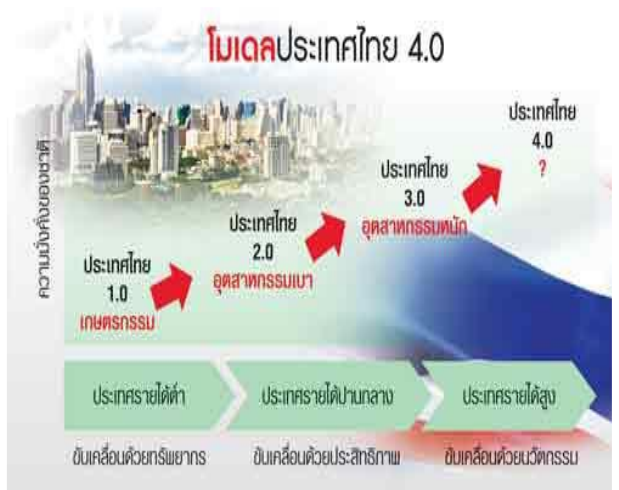 โมเดลประเทศไทย 4.0
ความมั่งคั่งของชาติ
ประเทศไทย
1.0
เกษตรกรรม
ประเทศไทย
2.0
อุตสาหกรรมเบา
ประเทศไทย
3.0
อุตสาหกรรมหนัก
ประเทศไทย
4.0
?
ประเทศรายได้ต่ำ
ประเทศรายได้ปานกลาง
ประเทศรายได้สูง
ขับเคลื่อนด้วยทรัพยากร
ขับเคลื่อนด้วยประสิทธิภาพ
ขับเคลื่อนด้วยนวัตกรรม